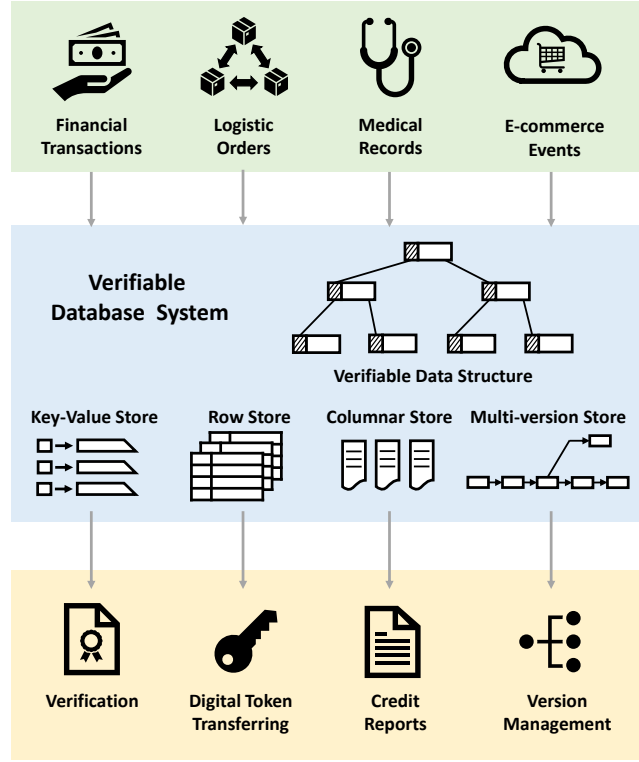 Financial
Transactions
Logistic
Orders
Medical
Records
E-commerce
Events
Verifiable
Database System
Verifiable Data Structure
Key-Value Store
Row Store
Columnar Store
Multi-version Store
Verification
Digital Token
Transferring
Credit
Reports
Version
Management